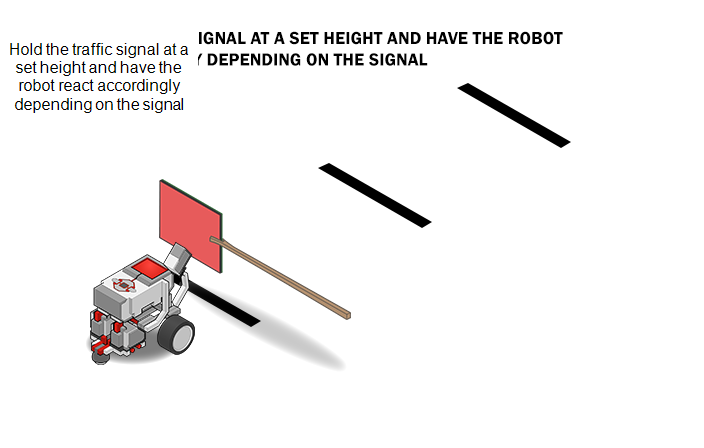 Hold the traffic signal at a
set height and have the
robot react accordingly
depending on the signal
IGNAL AT A SET HEIGHT AND HAVE THE ROBOT
DEPENDING ON THE SIGNAL